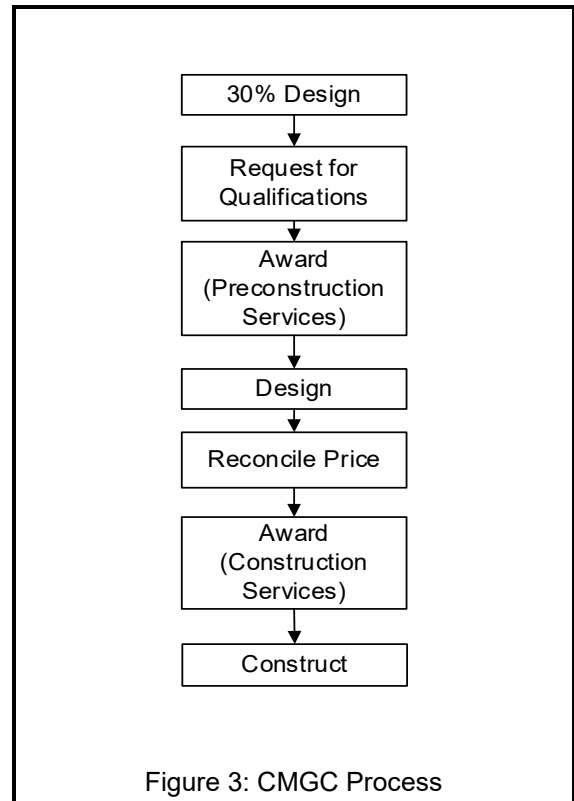 30% Design
Request for
Qualifications
Award
(Preconstruction
Services)
Design
Reconcile Price
Award
(Construction
Services)
Construct
Figure 3: CMGC Process